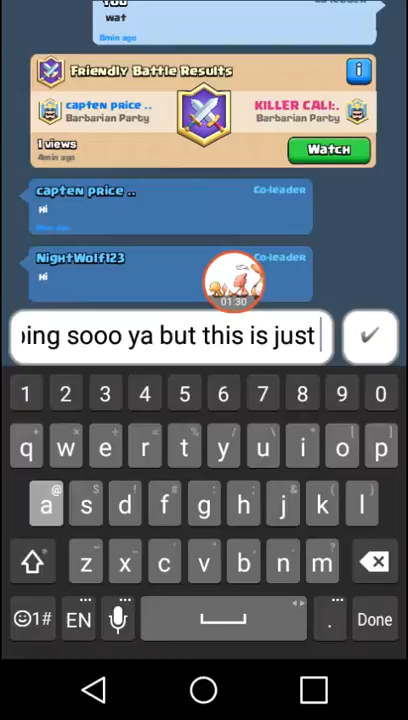 You
wat
8min ago
Friendly Battle Results
i
capten price ..
Barbarian Party
KILLER CALI:.
Barbarian Party
1 views
4min ago
Watch
capten price ..
Co-leader
Hi
NightWolf123
Co-leader
Hi
01:30
ing sooo ya but this is just
✓
1 2 3 4 5 6 7 8 9 0
q w e r t y u i o p
a s d f g h j k l
z x c v b n m
☺1# EN . Done